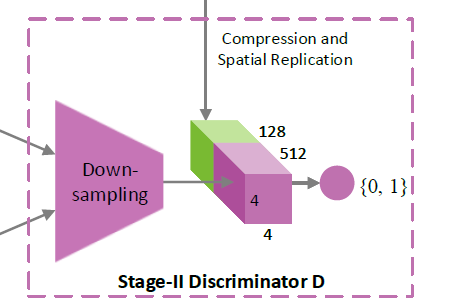 Compression and
Spatial Replication
128
512
Down-
sampling
4
{0, 1}
4
Stage-II Discriminator D